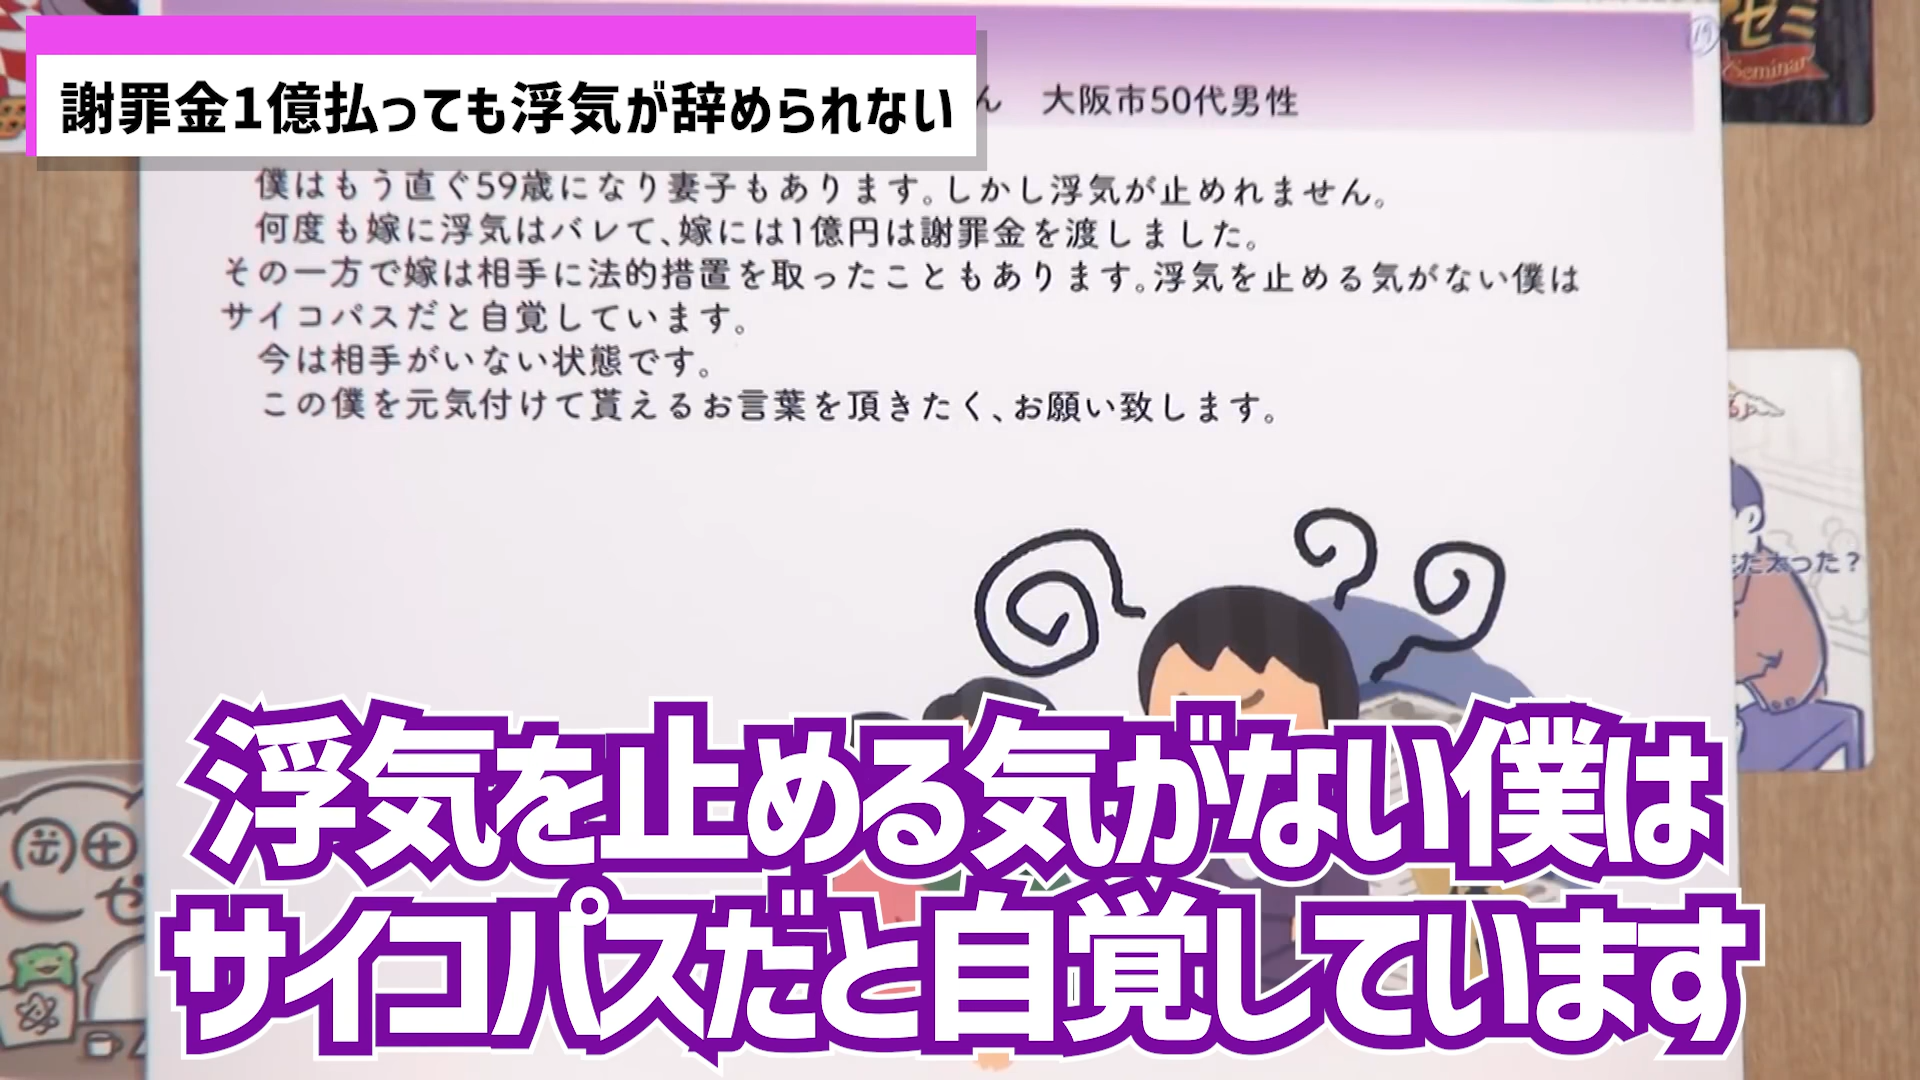 謝罪金1億払っても浮気が辞められない
ん 大阪市50代男性
僕はもう直ぐ59歳になり妻子もあります。しかし浮気が止めれません。
何度も嫁に浮気はバレて、嫁には1億円は謝罪金を渡しました。
その一方で嫁は相手に法的措置を取ったこともあります。浮気を止める気がない僕は
サイコパスだと自覚しています。
今は相手がいない状態です。
この僕を元気付けて貰えるお言葉を頂きたく、お願い致します。
ゼミ
Seminar
た太った？
岡田
ゼ
浮気を止める気がない僕は
サイコパスだと自覚しています